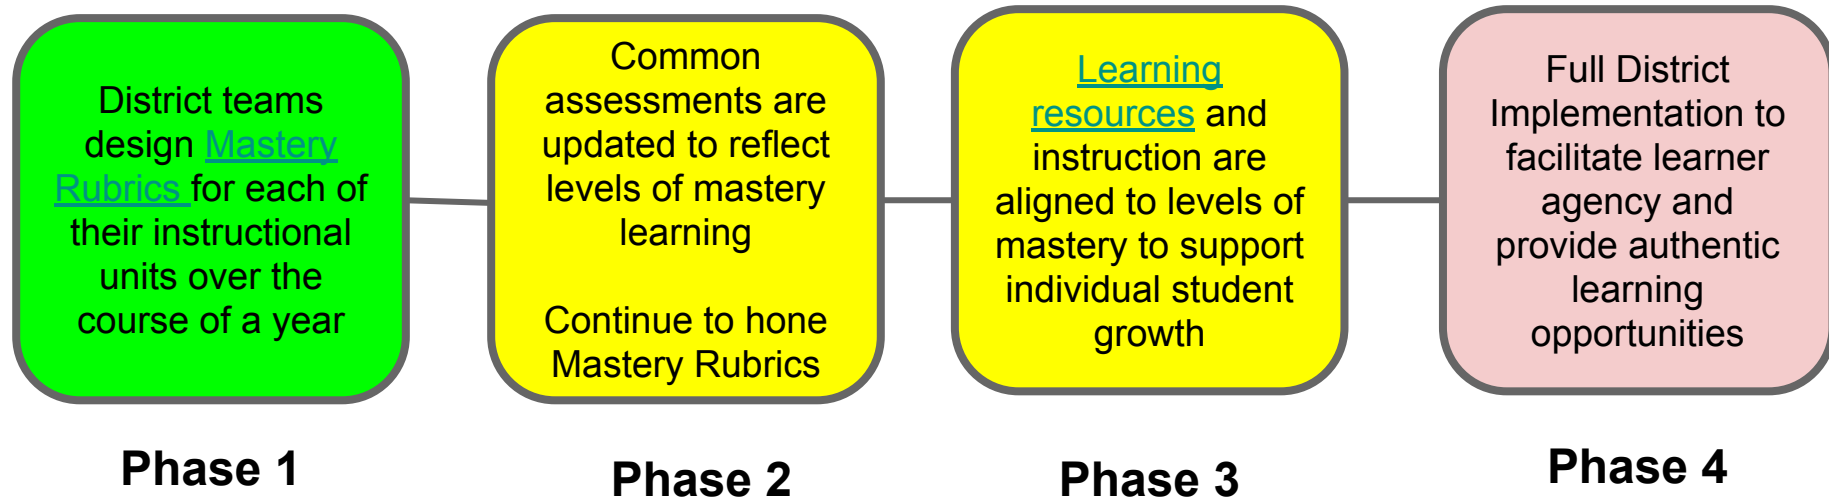 District teams
design Mastery
Rubrics for each of
their instructional
units over the
course of a year
Phase 1
Common
assessments are
updated to reflect
levels of mastery
learning
Continue to hone
Mastery Rubrics
Phase 2
Learning
resources and
instruction are
aligned to levels of
mastery to support
individual student
growth
Phase 3
Full District
Implementation to
facilitate learner
agency and
provide authentic
learning
opportunities
Phase 4